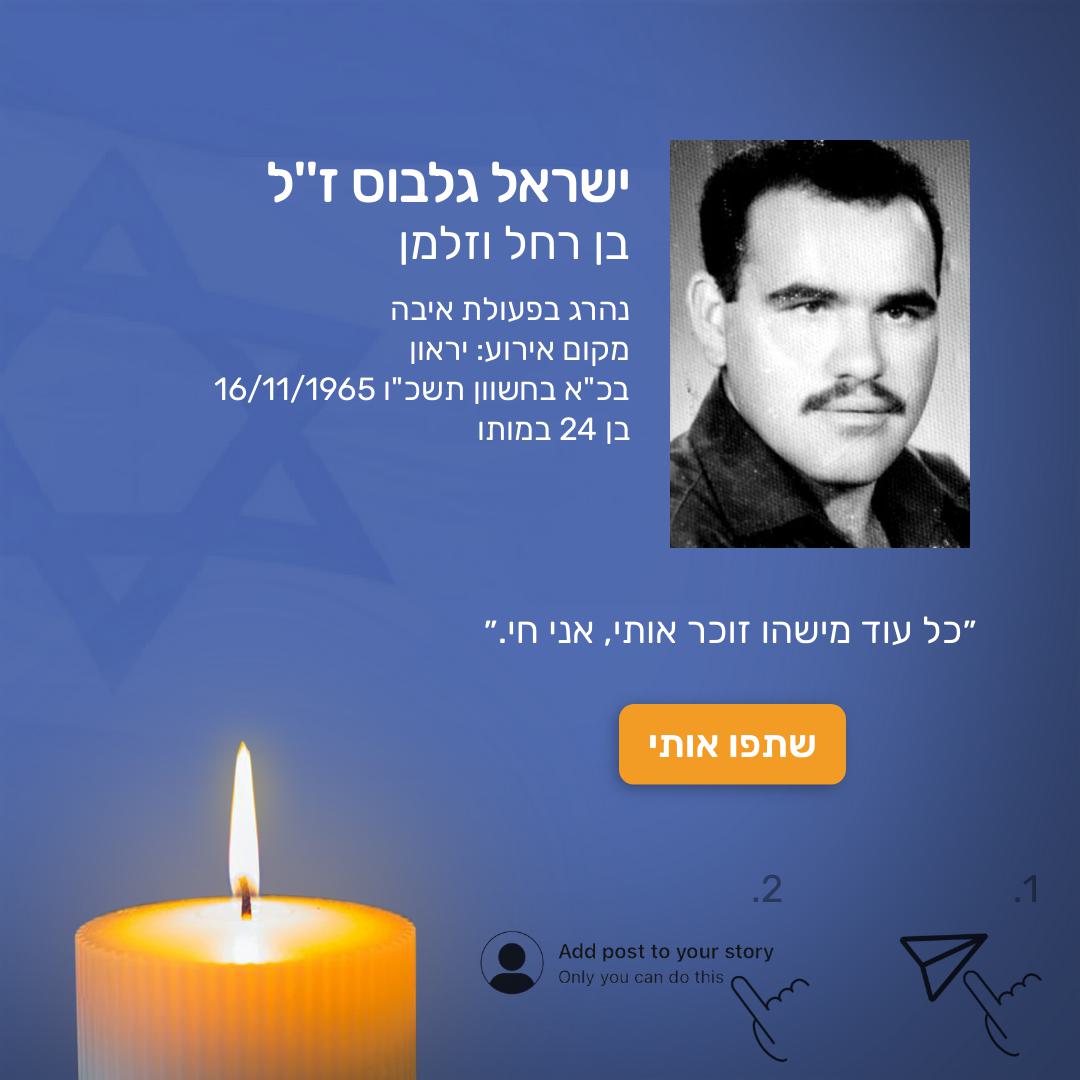 ישראל גלבוס ז"ל
בן רחל וזלמן
נהרג בפעולת איבה
מקום אירוע: יראון
בכ"א בחשוון תשכ"ו 16/11/1965
בן 24 במותו
״כל עוד מישהו זוכר אותי, אני חי.״
שתפו אותי
1.
2.
Add post to your story
Only you can do this